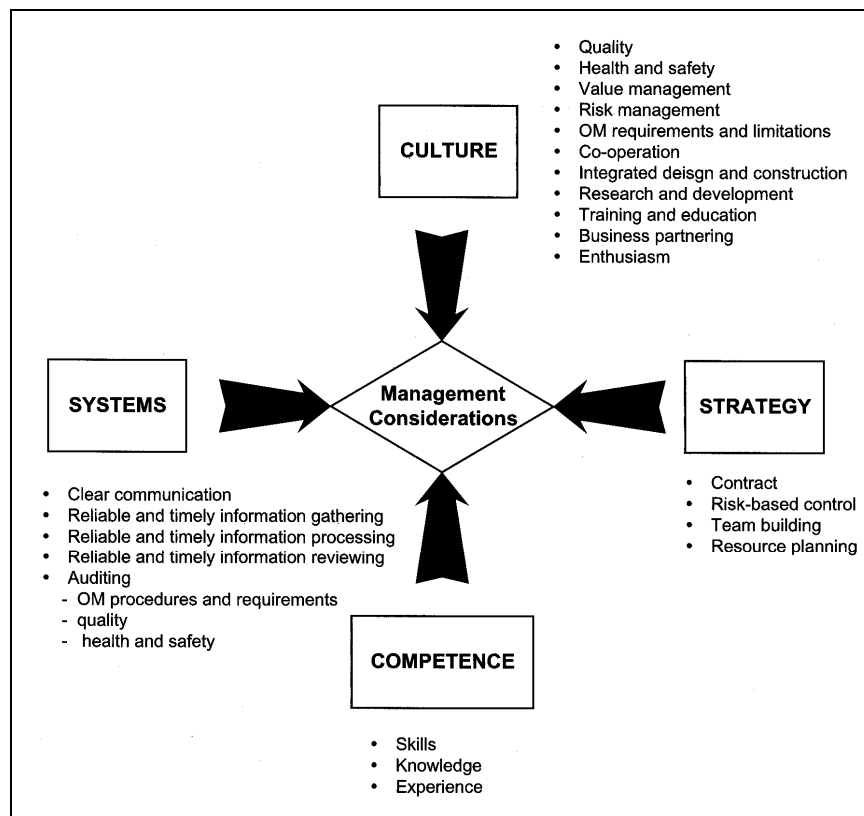 CULTURE
• Quality
• Health and safety
• Value management
• Risk management
• OM requirements and limitations
• Co-operation
• Integrated deisgn and construction
• Research and development
• Training and education
• Business partnering
• Enthusiasm
SYSTEMS
Management
Considerations
STRATEGY
• Clear communication
• Reliable and timely information gathering
• Reliable and timely information processing
• Reliable and timely information reviewing
• Auditing
- OM procedures and requirements
- quality
- health and safety
• Contract
• Risk-based control
• Team building
• Resource planning
COMPETENCE
• Skills
• Knowledge
• Experience